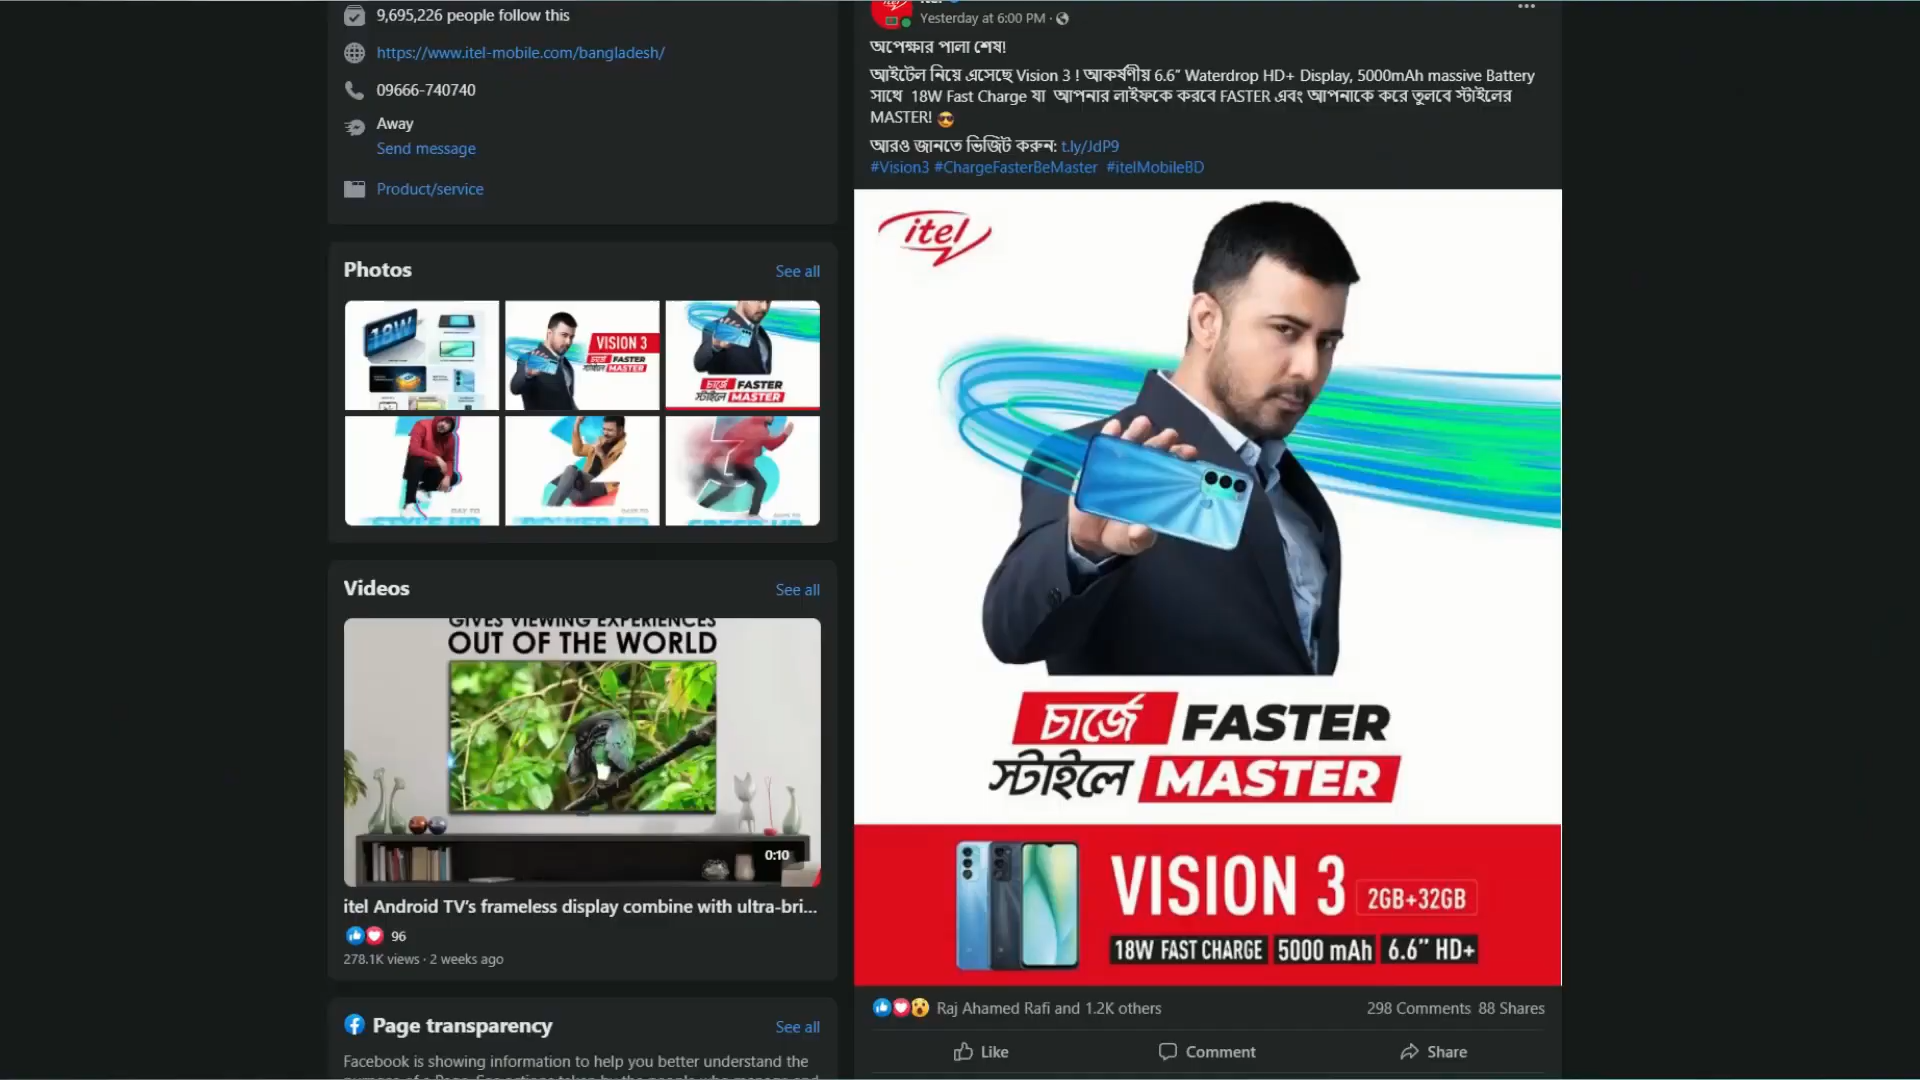 9,695,226 people follow this
https://www.itel-mobile.com/bangladesh/
09666-740740
Away
Send message
Product/service
Photos
See all
18W
VISION 3
চার্জে FASTER
স্টাইলে MASTER
চার্জে FASTER
স্টাইলে MASTER
Videos
See all
GIVES VIEWING EXPERIENCES
OUT OF THE WORLD
0:10
itel Android TV's frameless display combine with ultra-bri...
96
278.1K views · 2 weeks ago
Page transparency
See all
Facebook is showing information to help you better understand the
Yesterday at 6:00 PM ·
অপেক্ষার পালা শেষ!
আইটেল নিয়ে এসেছে Vision 3 ! আকর্ষণীয় 6.6" Waterdrop HD+ Display, 5000mAh massive Battery
সাথে 18W Fast Charge যা আপনার লাইফকে করবে FASTER এবং আপনাকে করে তুলবে স্টাইলের
MASTER! 😎
আরও জানতে ভিজিট করুন: t.ly/JdP9
#Vision3 #ChargeFasterBeMaster #itelMobileBD
itel
চার্জে FASTER
স্টাইলে MASTER
VISION 3 2GB+32GB
18W FAST CHARGE 5000 mAh 6.6" HD+
Raj Ahamed Rafi and 1.2K others
298 Comments 88 Shares
Like Comment Share